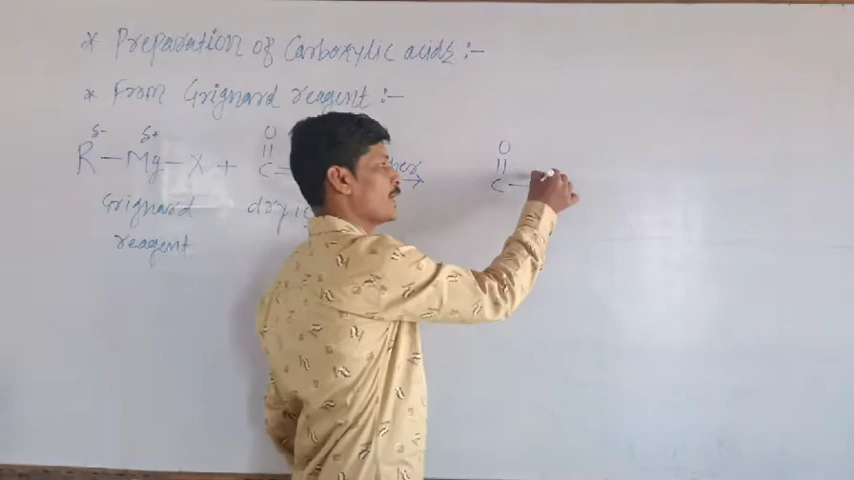 * Preparation of Carboxylic acids :-
* From Grignard reagent :-
δ- δ+ O O
R — Mg — X + C = C —
Grignard dry
reagent